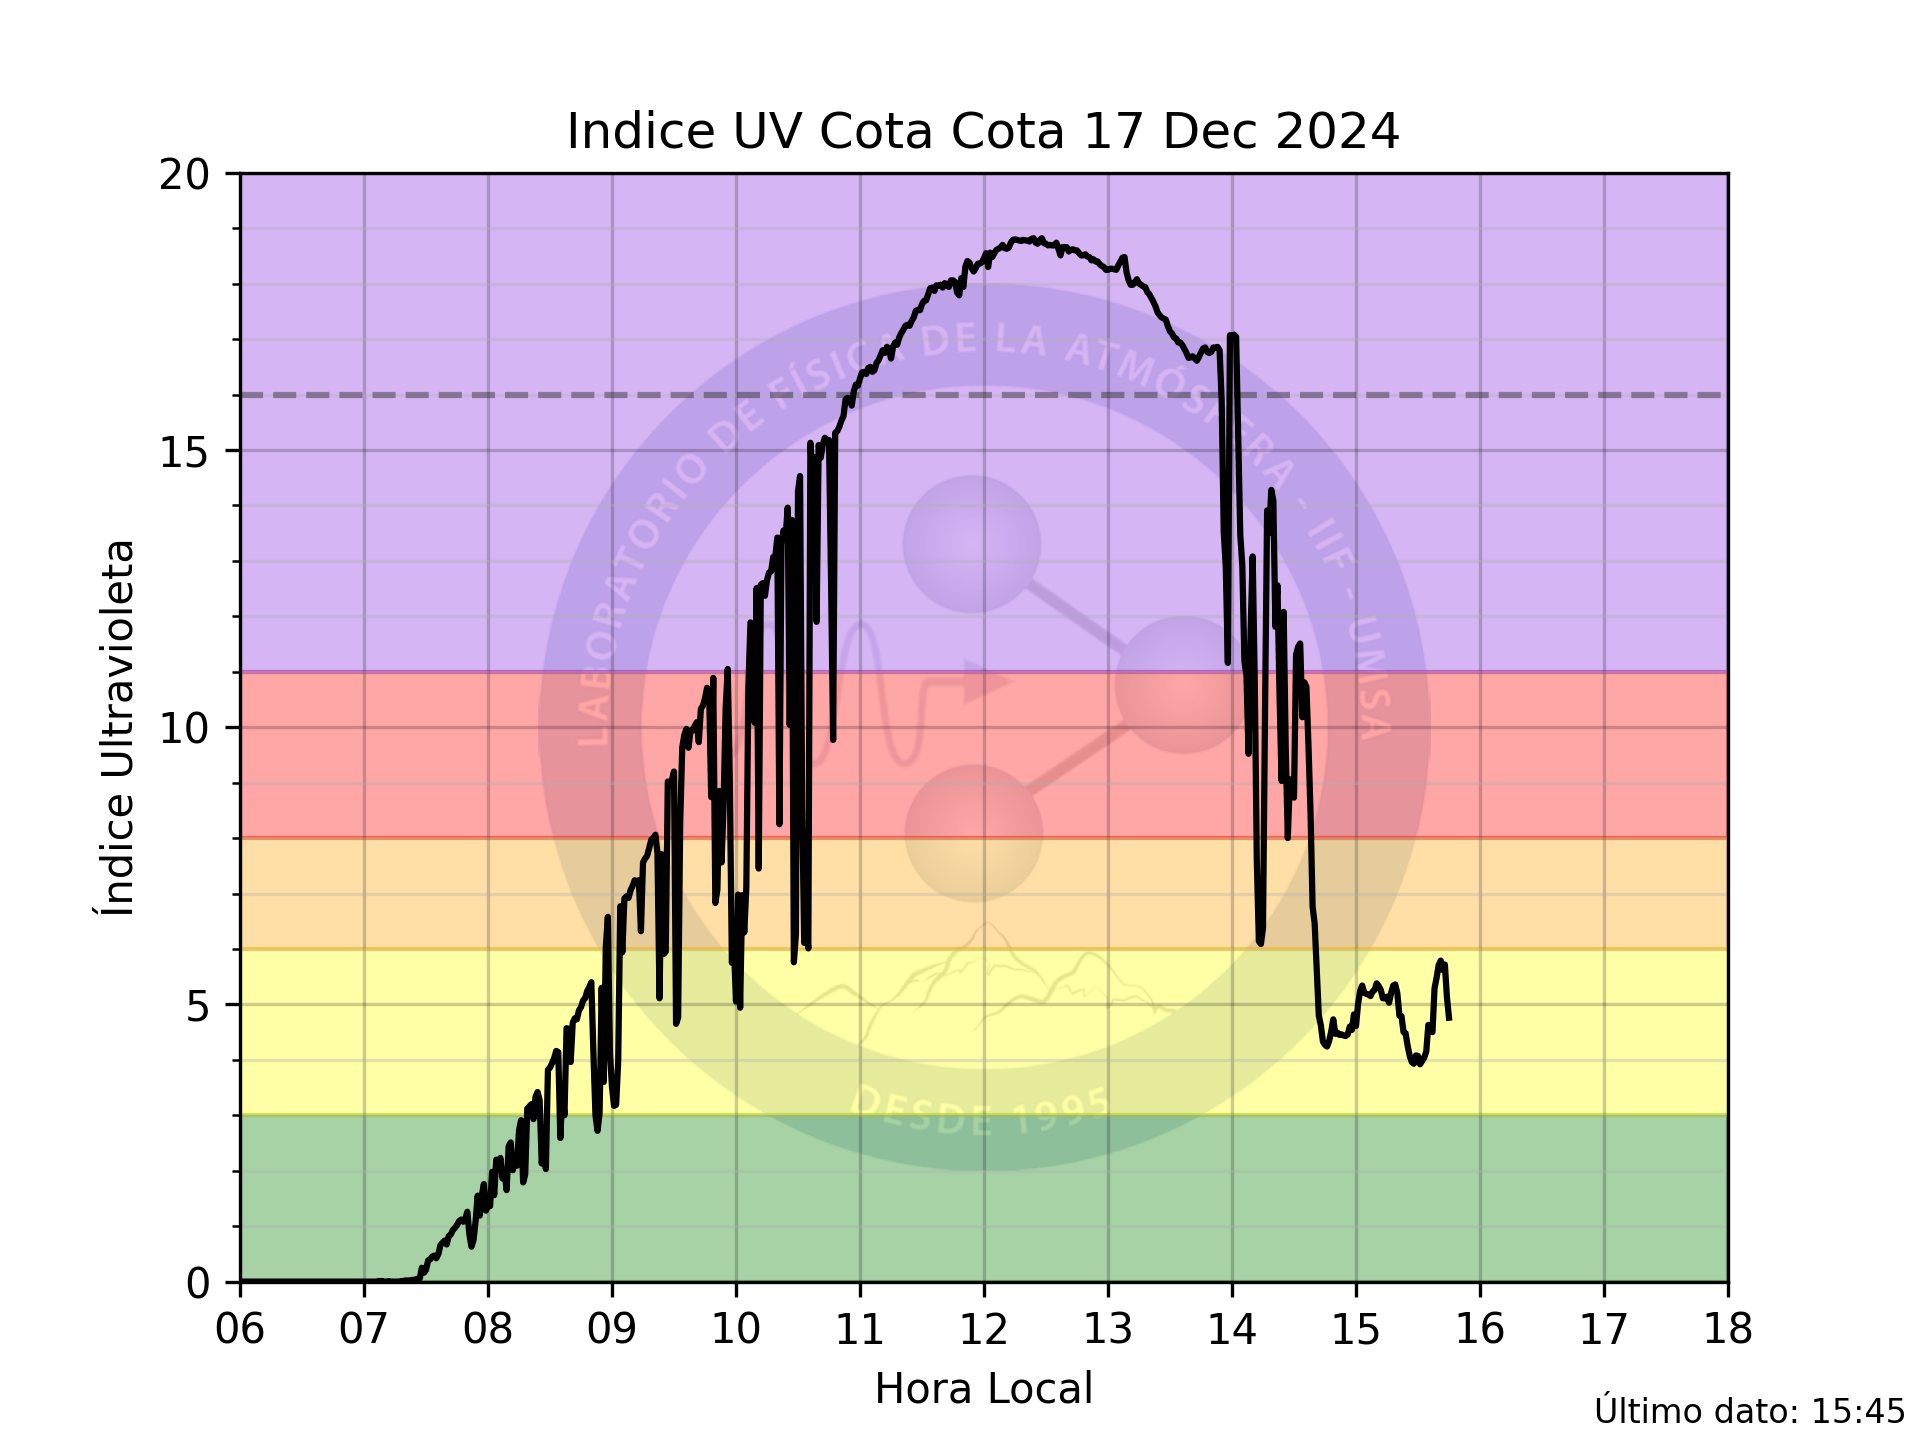 Indice UV Cota Cota 17 Dec 2024
20
15
10
5
0
Índice Ultravioleta
LABORATORIO DE FÍSICA DE LA ATMÓSFERA - IIF - UMSA
DESDE 1995
06 07 08 09 10 11 12 13 14 15 16 17 18
Hora Local
Último dato: 15:45